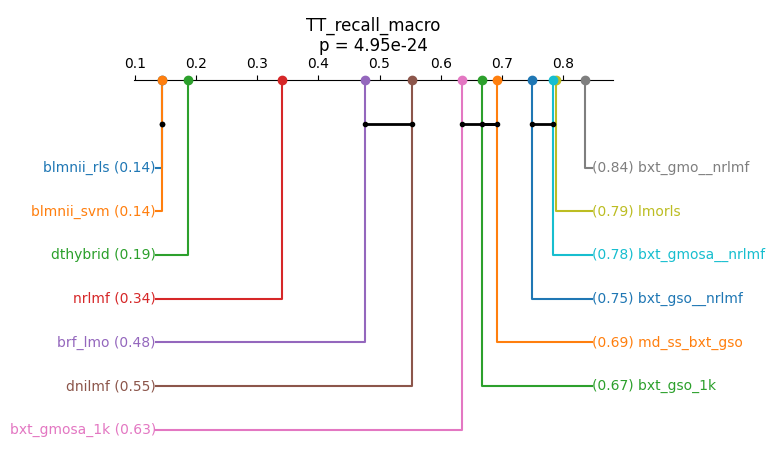 TT_recall_macro
p = 4.95e-24
0.1 0.2 0.3 0.4 0.5 0.6 0.7 0.8
blmnii_rls (0.14)
(0.84) bxt_gmo__nrlmf
blmnii_svm (0.14)
(0.79) lmorls
dthybrid (0.19)
(0.78) bxt_gmosa__nrlmf
nrlmf (0.34)
(0.75) bxt_gso__nrlmf
brf_lmo (0.48)
(0.69) md_ss_bxt_gso
dnilmf (0.55)
(0.67) bxt_gso_1k
bxt_gmosa_1k (0.63)